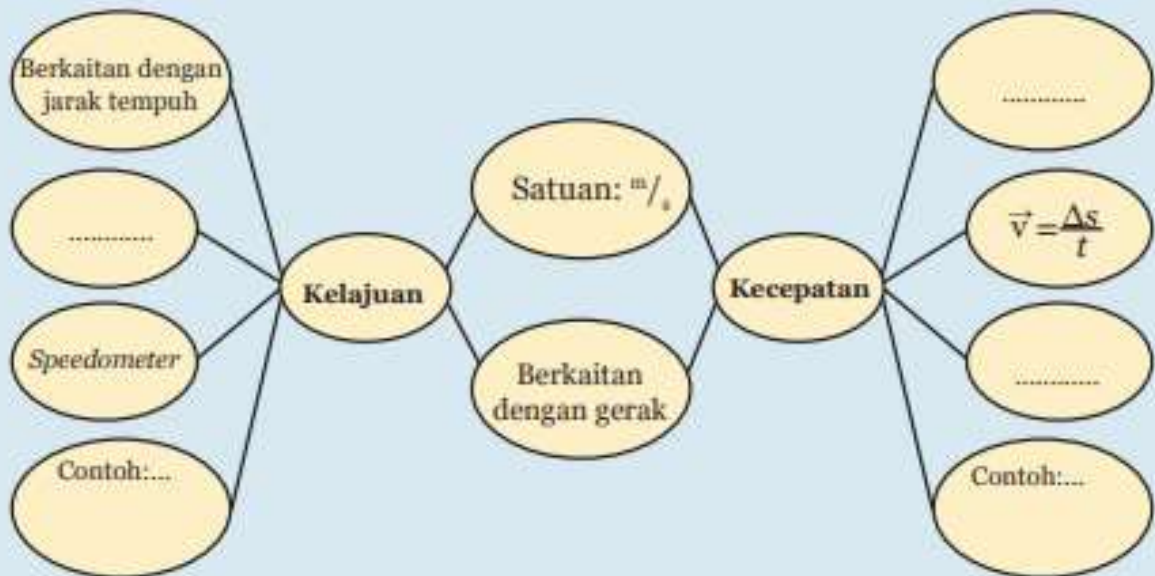 Berkaitan dengan
jarak tempuh
............
Speedometer
Contoh:...
Kelajuan
Satuan: m/s
Berkaitan
dengan gerak
Kecepatan
............
v⃗ = Δs/t
............
Contoh:...